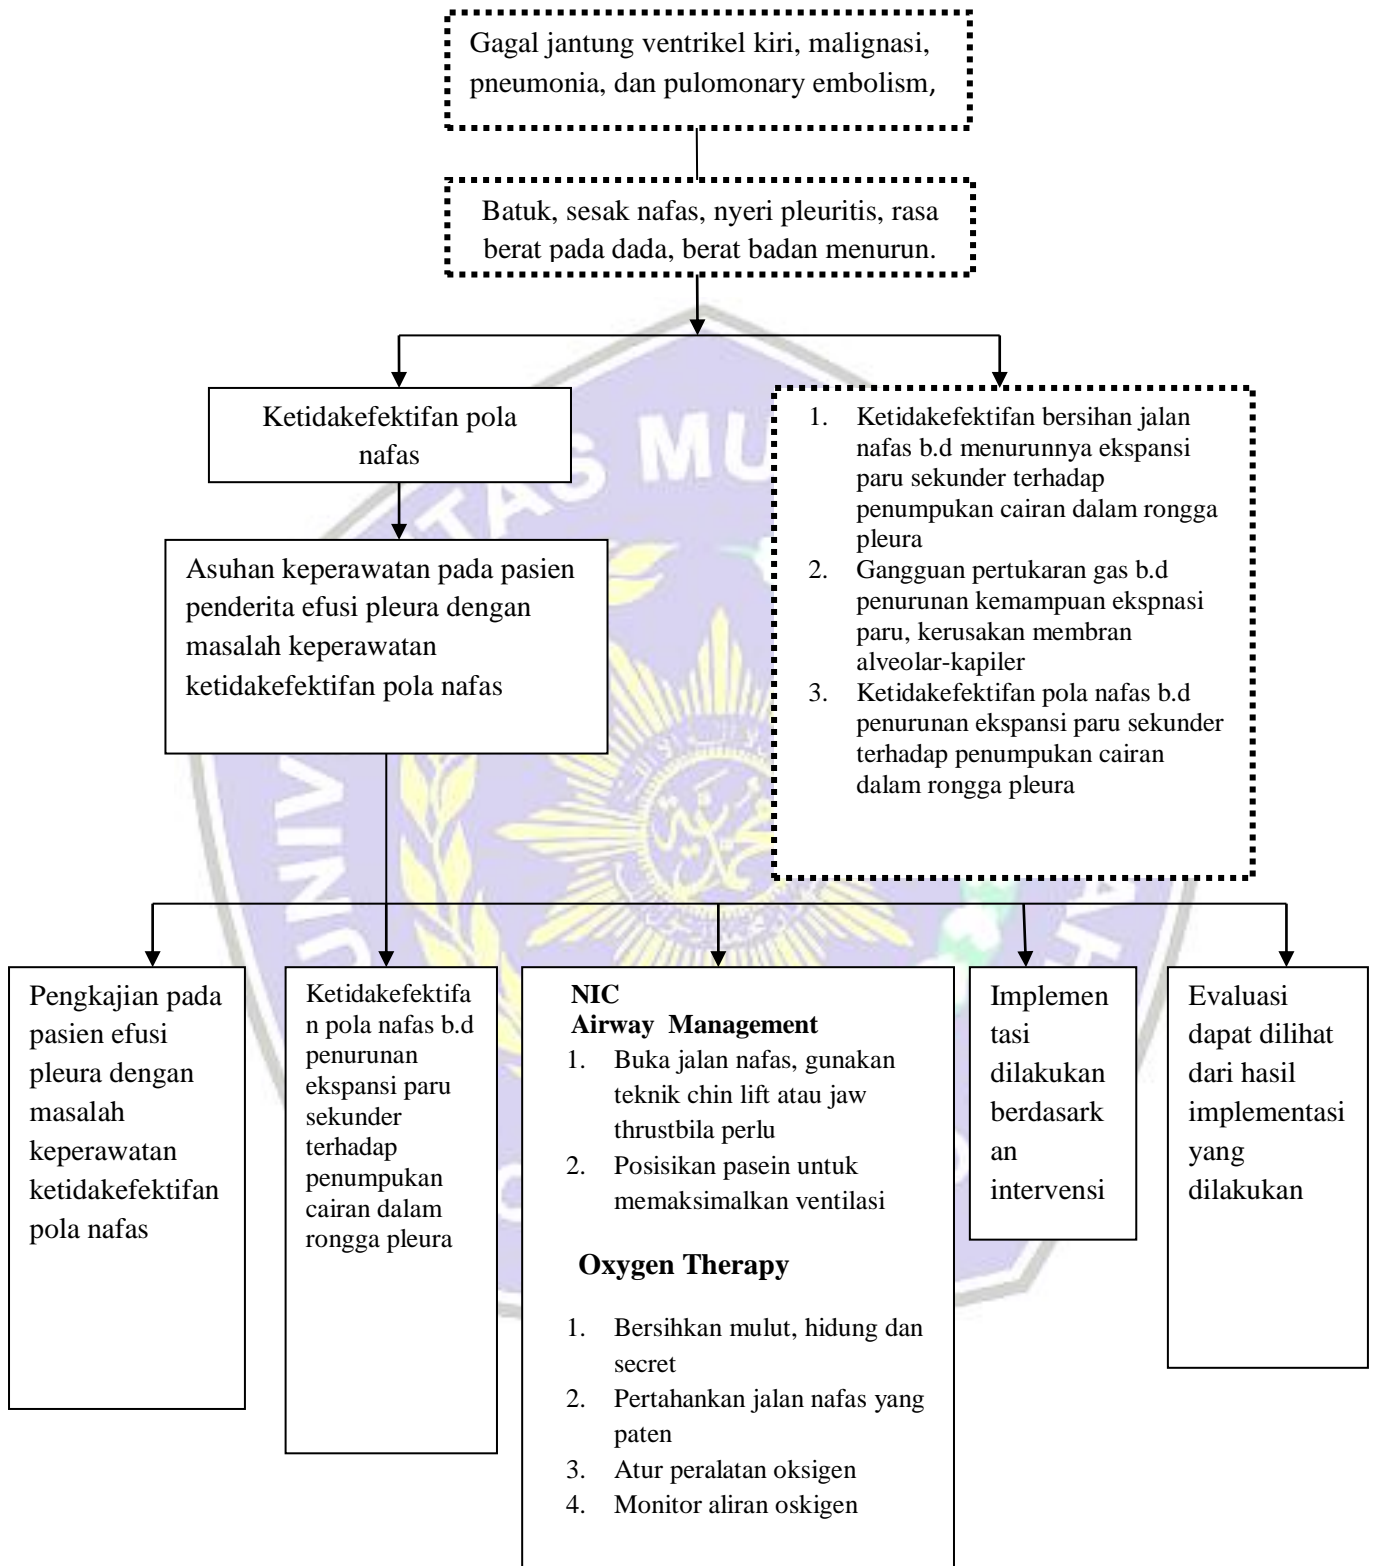 Gagal jantung ventrikel kiri, malignasi,
pneumonia, dan pulomonary embolism,
Batuk, sesak nafas, nyeri pleuritis, rasa
berat pada dada, berat badan menurun.
Ketidakefektifan pola
nafas
1. Ketidakefektifan bersihan jalan
nafas b.d menurunnya ekspansi
paru sekunder terhadap
penumpukan cairan dalam rongga
pleura
2. Gangguan pertukaran gas b.d
penurunan kemampuan ekspnasi
paru, kerusakan membran
alveolar-kapiler
3. Ketidakefektifan pola nafas b.d
penurunan ekspansi paru sekunder
terhadap penumpukan cairan
dalam rongga pleura
Asuhan keperawatan pada pasien
penderita efusi pleura dengan
masalah keperawatan
ketidakefektifan pola nafas
Pengkajian pada
pasien efusi
pleura dengan
masalah
keperawatan
ketidakefektifan
pola nafas
Ketidakefektifa
n pola nafas b.d
penurunan
ekspansi paru
sekunder
terhadap
penumpukan
cairan dalam
rongga pleura
NIC
Airway Management
1. Buka jalan nafas, gunakan
teknik chin lift atau jaw
thrustbila perlu
2. Posisikan pasein untuk
memaksimalkan ventilasi
Oxygen Therapy
1. Bersihkan mulut, hidung dan
secret
2. Pertahankan jalan nafas yang
paten
3. Atur peralatan oksigen
4. Monitor aliran oskigen
Implemen
tasi
dilakukan
berdasark
an
intervensi
Evaluasi
dapat dilihat
dari hasil
implementasi
yang
dilakukan